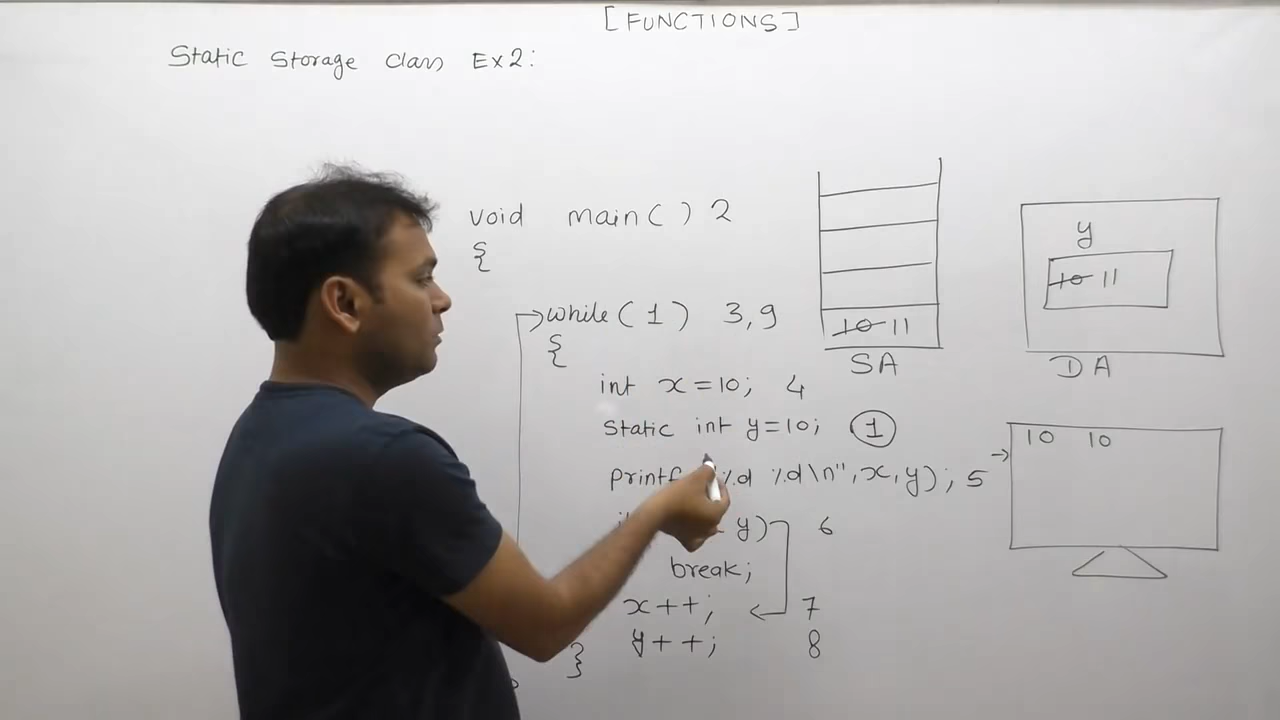 [FUNCTIONS]
Static Storage Class Ex2:
void main() 2
{
while(1) 3,9
{
int x=10; 4
Static int y=10; 1
printf %d %d\n", x, y); 5
y) 6
break;
x++; 7
y++; 8
}
10 11
SA
y
10 11
DA
10 10